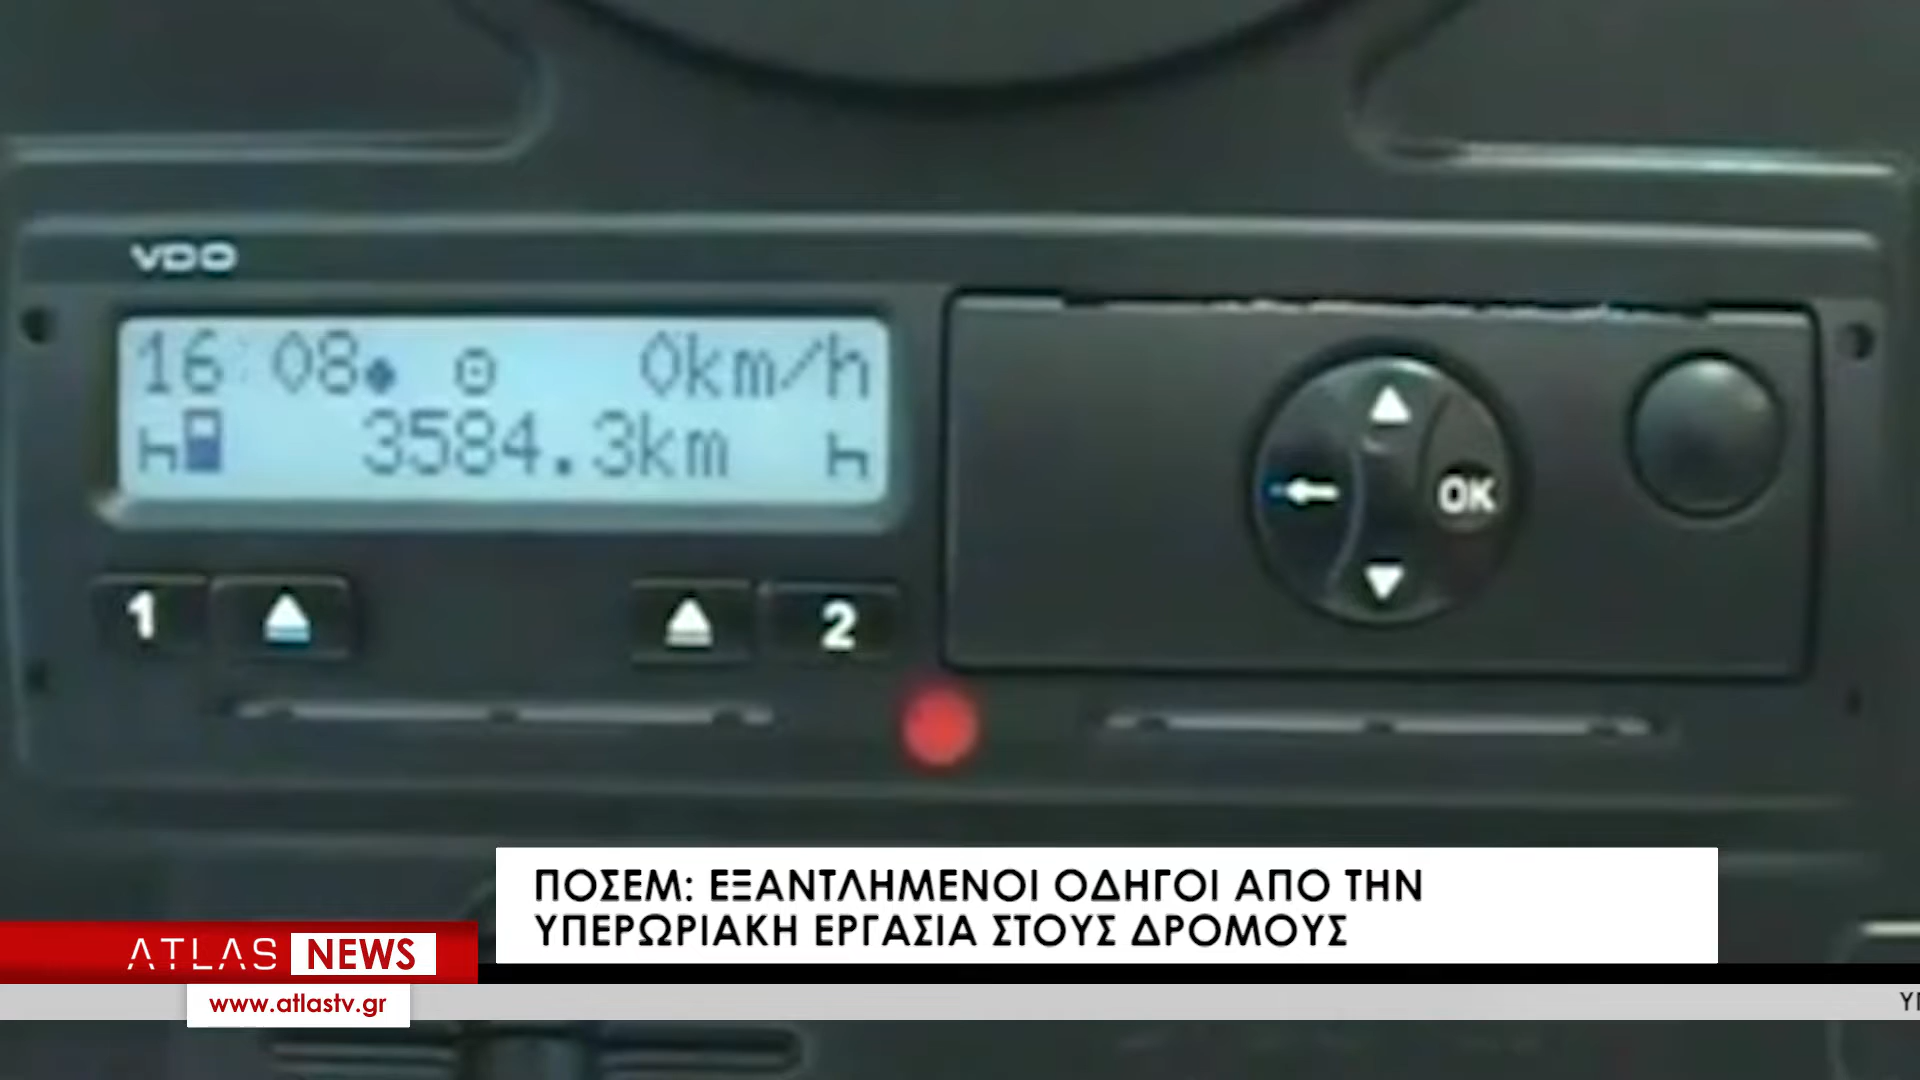 VDO
16:08 0km/h
3584.3km
1 2
OK
ΠΟΣΕΜ: ΕΞΑΝΤΛΗΜΕΝΟΙ ΟΔΗΓΟΙ ΑΠΟ ΤΗΝ
ΥΠΕΡΩΡΙΑΚΗ ΕΡΓΑΣΙΑ ΣΤΟΥΣ ΔΡΟΜΟΥΣ
ATLAS NEWS
www.atlastv.gr